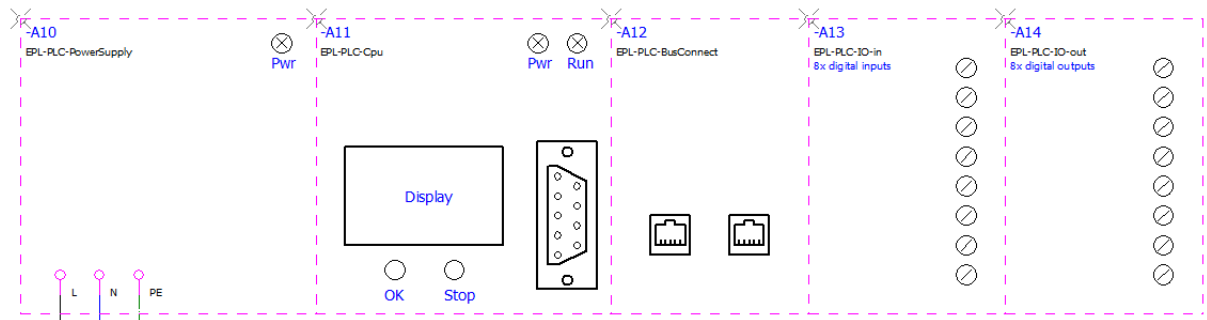 -A10
EPL-PLC-PowerSupply
Pwr
L
N
PE
-A11
EPL-PLC-Cpu
Pwr
Run
Display
OK
Stop
-A12
EPL-PLC-BusConnect
-A13
EPL-PLC-IO-in
8x digital inputs
-A14
EPL-PLC-IO-out
8x digital outputs